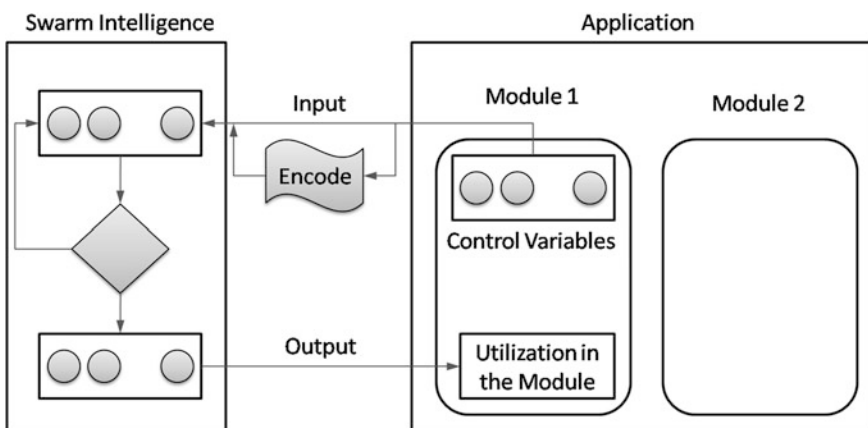 Swarm Intelligence
Application
Input
Module 1
Module 2
Encode
Control Variables
Output
Utilization in
the Module